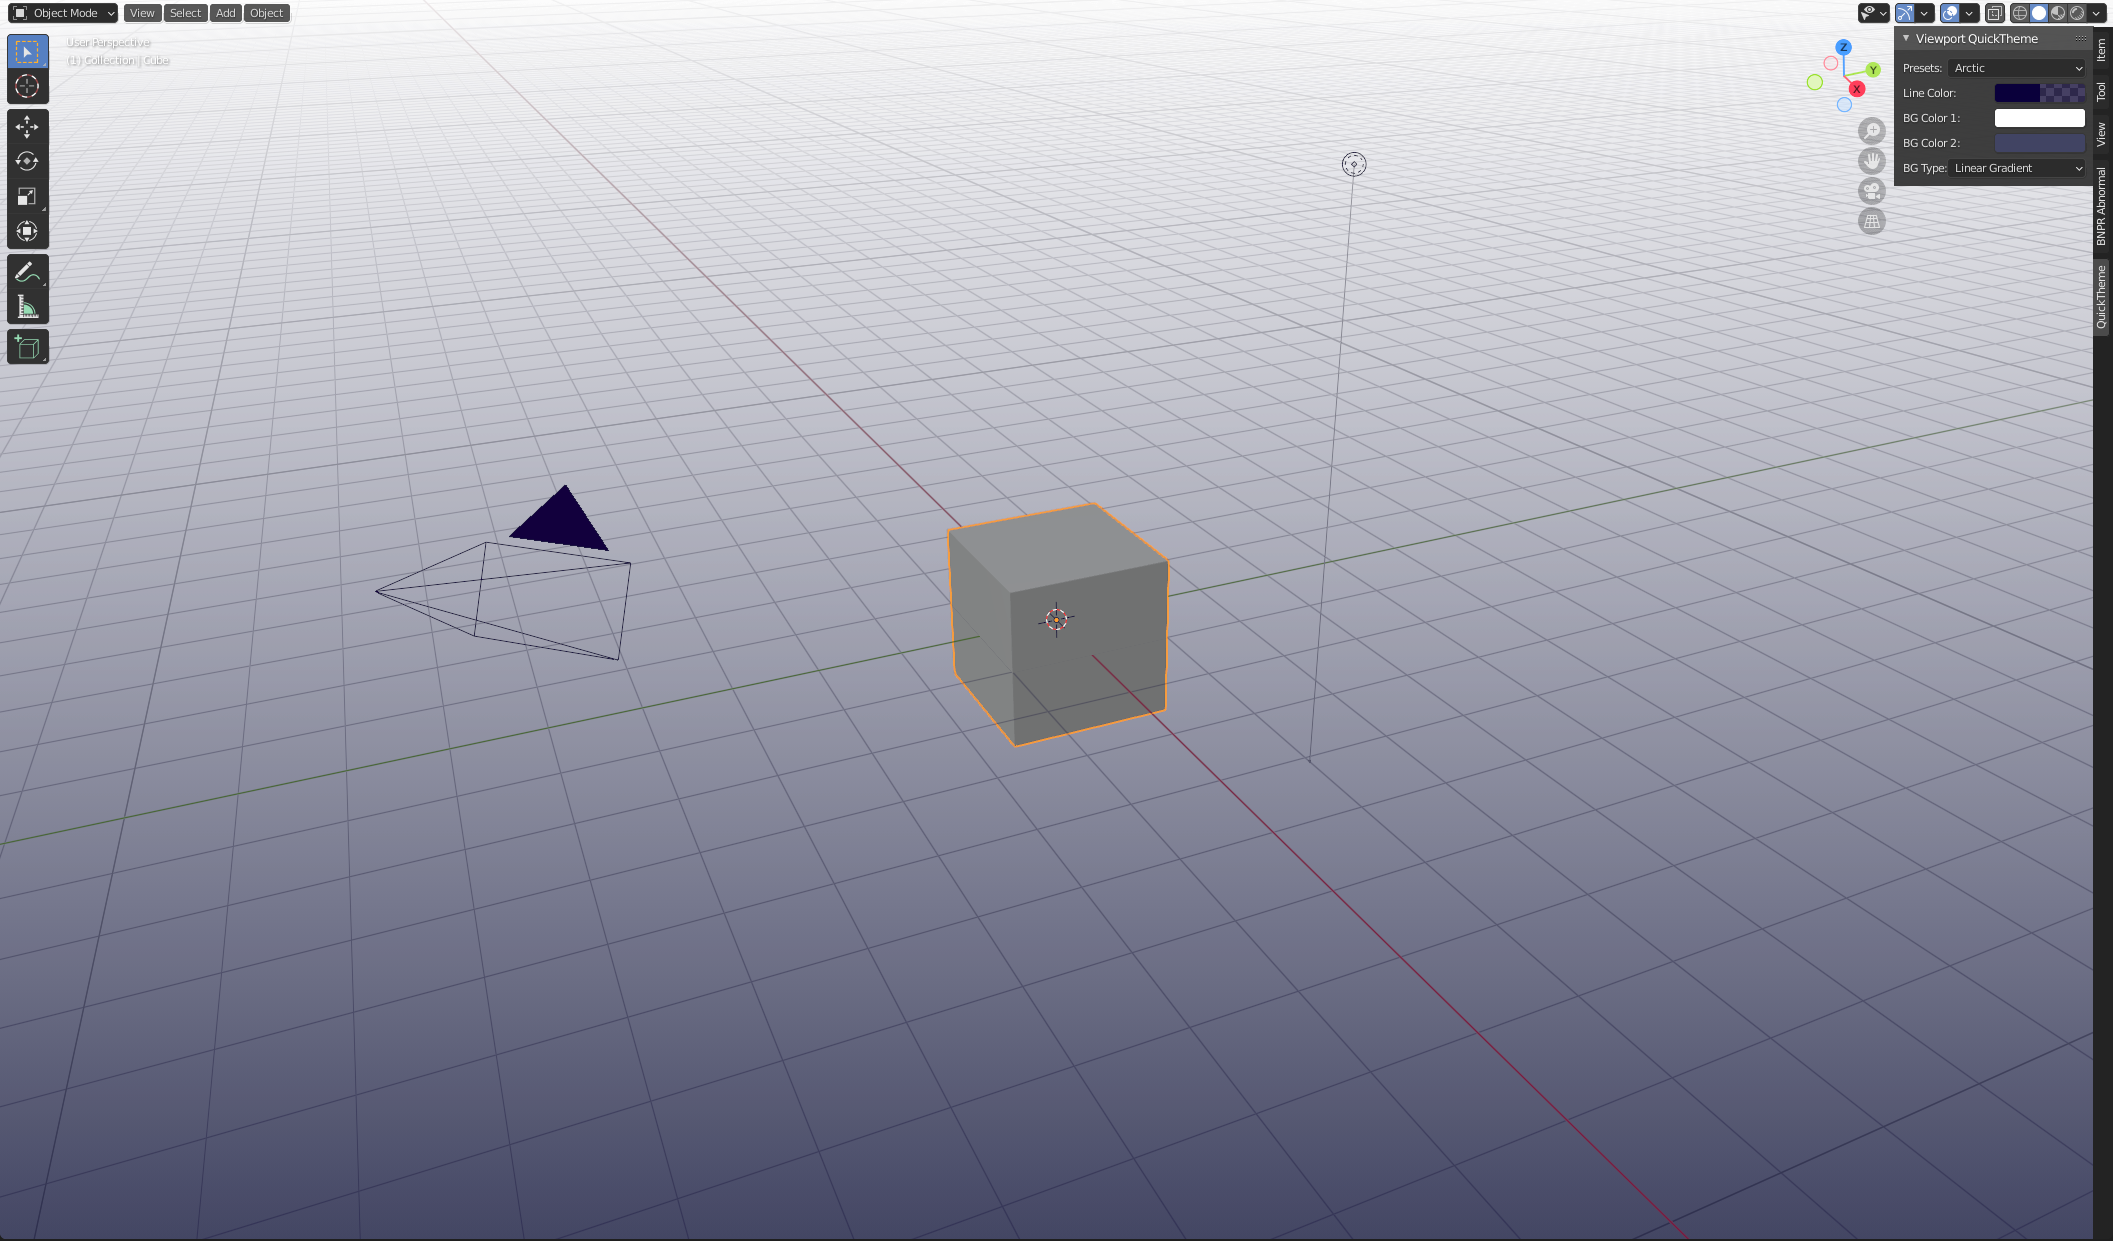 Object Mode View Select Add Object
User Perspective
(1) Collection | Cube
Z
Y
X
Viewport QuickTheme
Presets: Arctic
Line Color:
BG Color 1:
BG Color 2:
BG Type: Linear Gradient
Item
Tool
View
BNPR Abnormal
QuickTheme